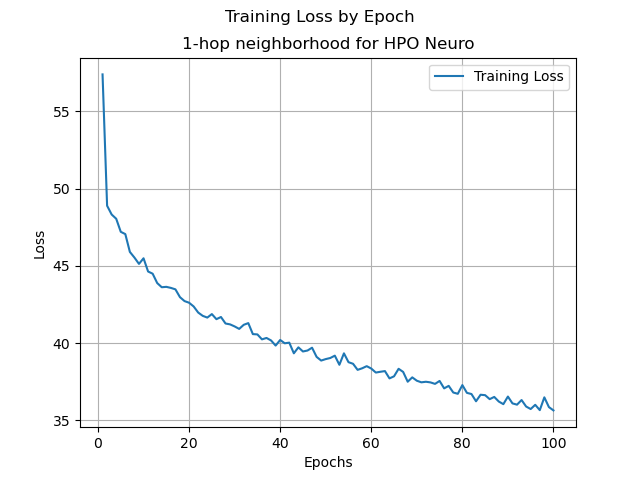 Training Loss by Epoch
1-hop neighborhood for HPO Neuro
Training Loss
55
50
45
40
35
Loss
0 20 40 60 80 100
Epochs